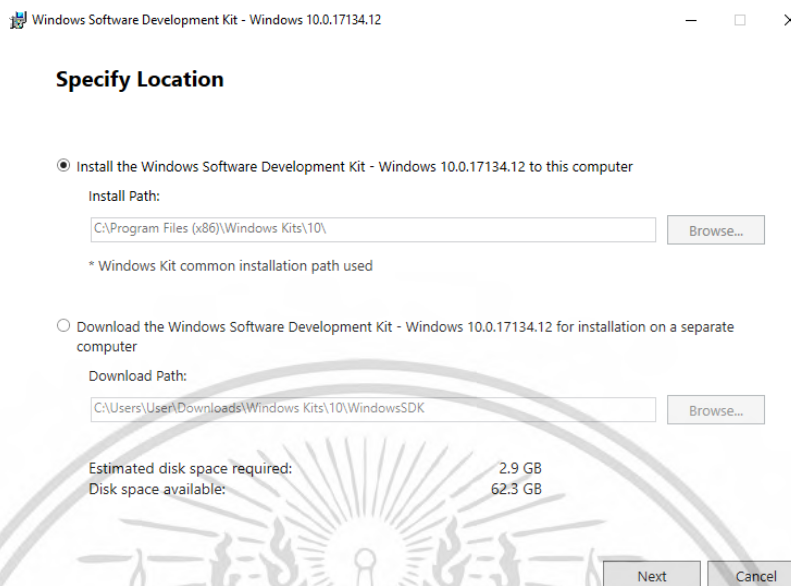 Windows Software Development Kit - Windows 10.0.17134.12
Specify Location
Install the Windows Software Development Kit - Windows 10.0.17134.12 to this computer
Install Path:
C:\Program Files (x86)\Windows Kits\10\
Browse...
* Windows Kit common installation path used
Download the Windows Software Development Kit - Windows 10.0.17134.12 for installation on a separate
computer
Download Path:
C:\Users\User\Downloads\Windows Kits\10\WindowsSDK
Browse...
Estimated disk space required: 2.9 GB
Disk space available: 62.3 GB
Next Cancel